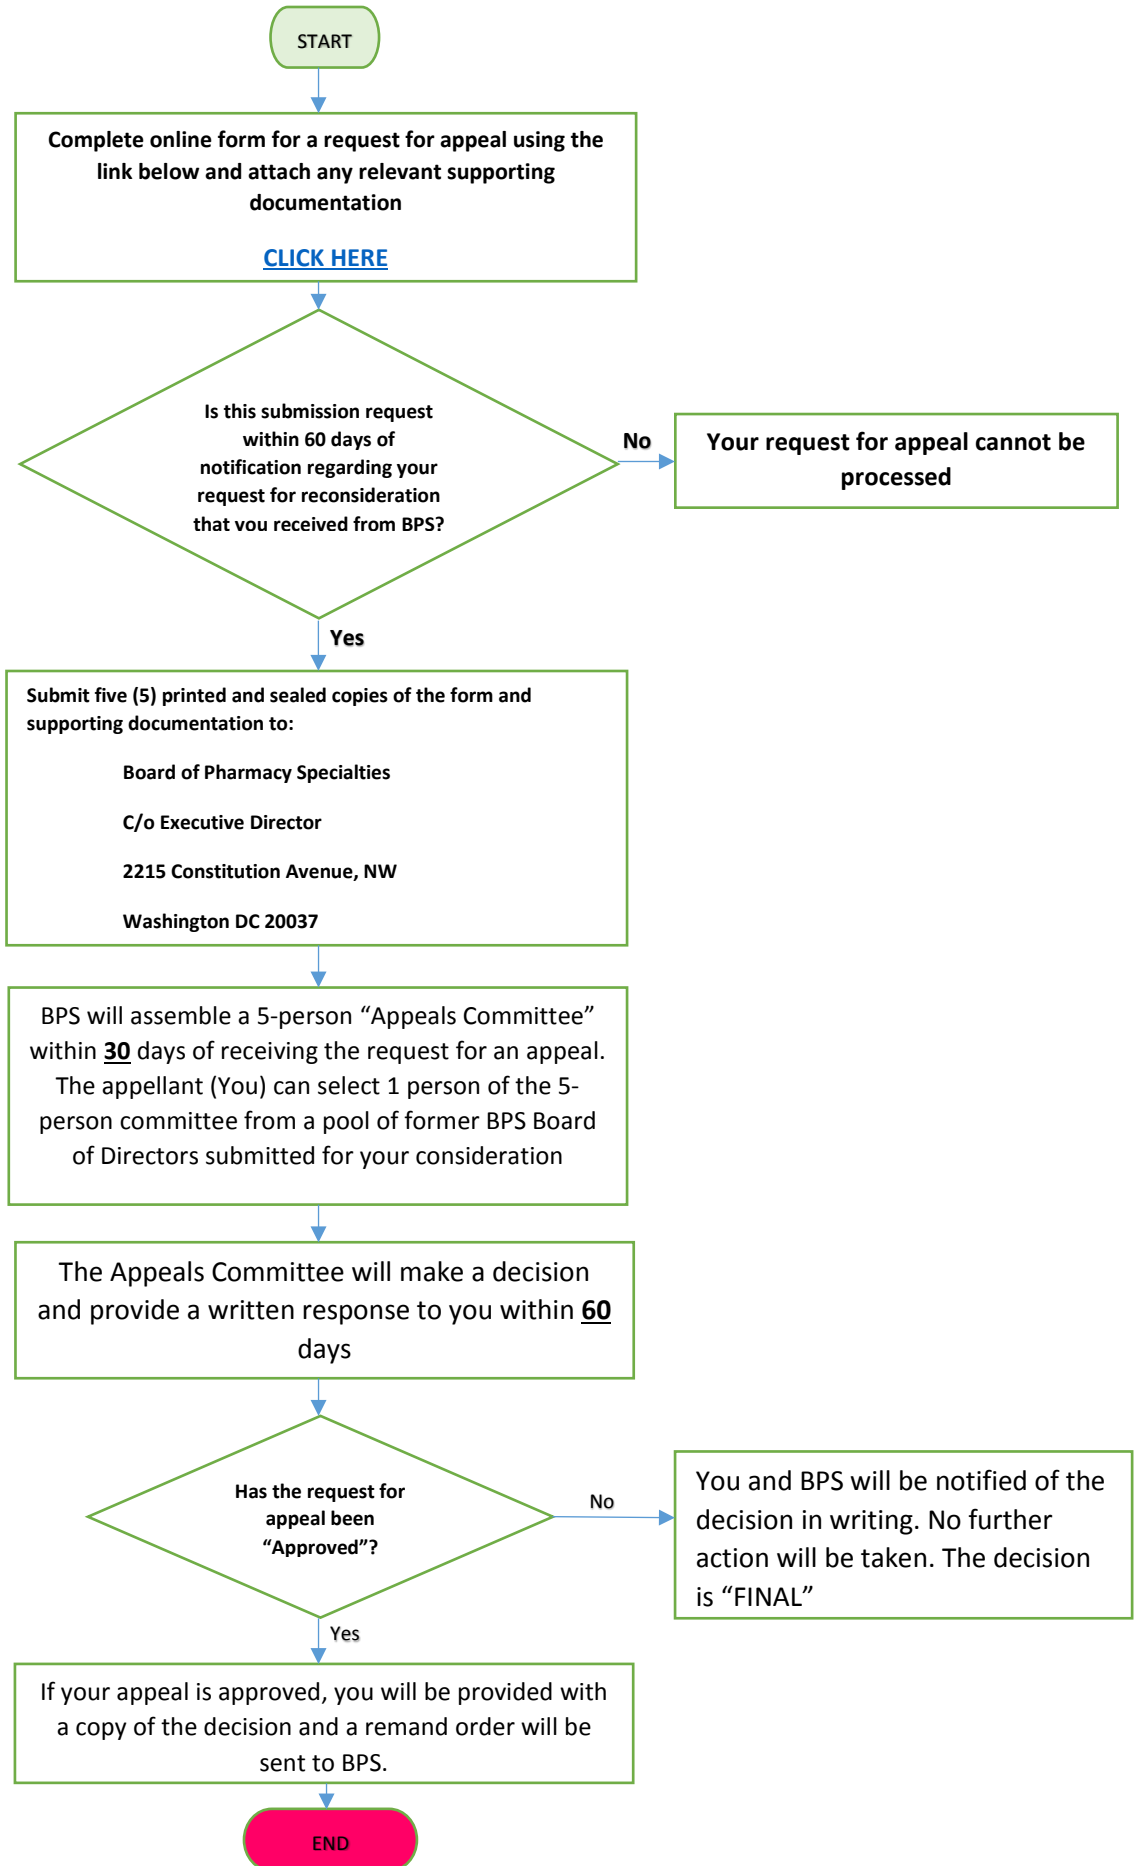 START
Complete online form for a request for appeal using the
link below and attach any relevant supporting
documentation
CLICK HERE
Is this submission request
within 60 days of
notification regarding your
request for reconsideration
that vou received from BPS?
No
Your request for appeal cannot be
processed
Yes
Submit five (5) printed and sealed copies of the form and
supporting documentation to:
Board of Pharmacy Specialties
C/o Executive Director
2215 Constitution Avenue, NW
Washington DC 20037
BPS will assemble a 5-person “Appeals Committee”
within 30 days of receiving the request for an appeal.
The appellant (You) can select 1 person of the 5-
person committee from a pool of former BPS Board
of Directors submitted for your consideration
The Appeals Committee will make a decision
and provide a written response to you within 60
days
Has the request for
appeal been
“Approved”?
No
You and BPS will be notified of the
decision in writing. No further
action will be taken. The decision
is “FINAL”
Yes
If your appeal is approved, you will be provided with
a copy of the decision and a remand order will be
sent to BPS.
END